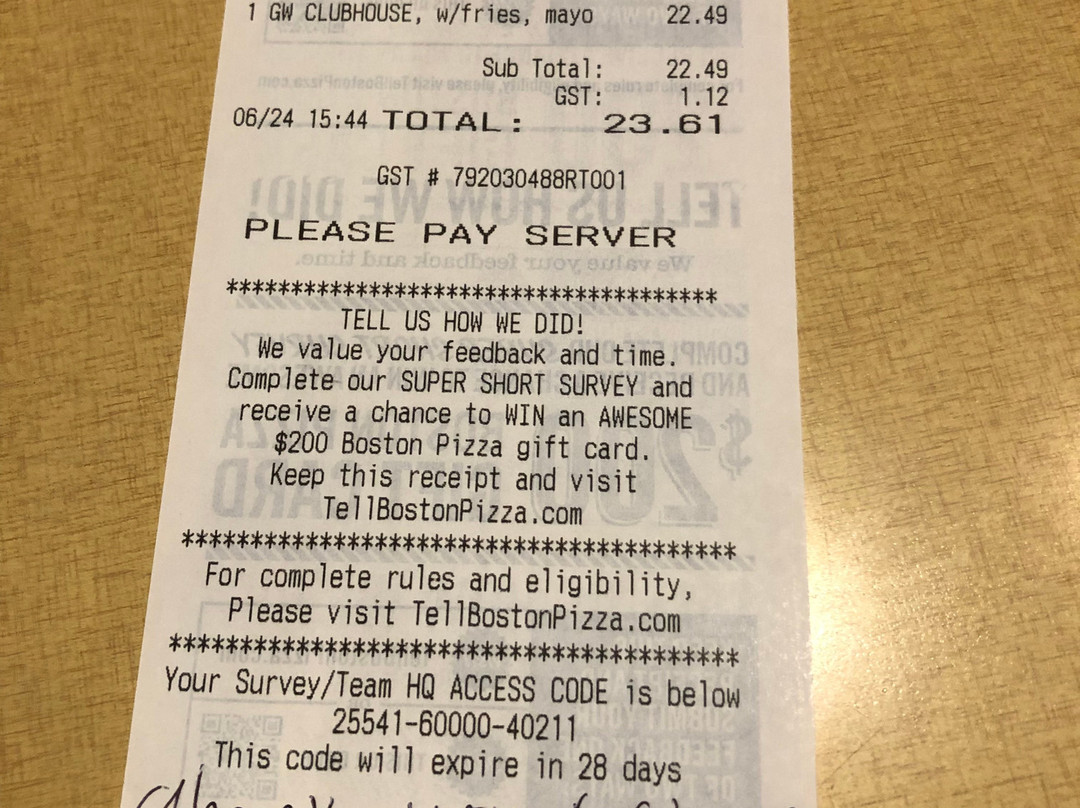 1 GW CLUBHOUSE, w/fries, mayo 22.49
Sub Total: 22.49
GST: 1.12
06/24 15:44 TOTAL: 23.61
GST # 792030488RT001
PLEASE PAY SERVER
**************************************
TELL US HOW WE DID!
We value your feedback and time.
Complete our SUPER SHORT SURVEY and
receive a chance to WIN an AWESOME
$200 Boston Pizza gift card.
Keep this receipt and visit
TellBostonPizza.com
****************************************
For complete rules and eligibility,
Please visit TellBostonPizza.com
****************************************
Your Survey/Team HQ ACCESS CODE is below
25541-60000-40211
This code will expire in 28 days